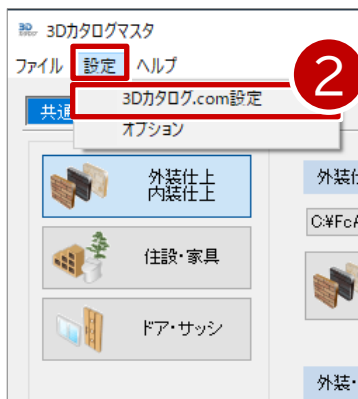 3Dカタログマスタ
ファイル 設定 ヘルプ
2
3Dカタログ.com設定
共通
オプション
外装仕上
内装仕上
外装
C:¥FcA
住設・家具
ドア・サッシ
外装・